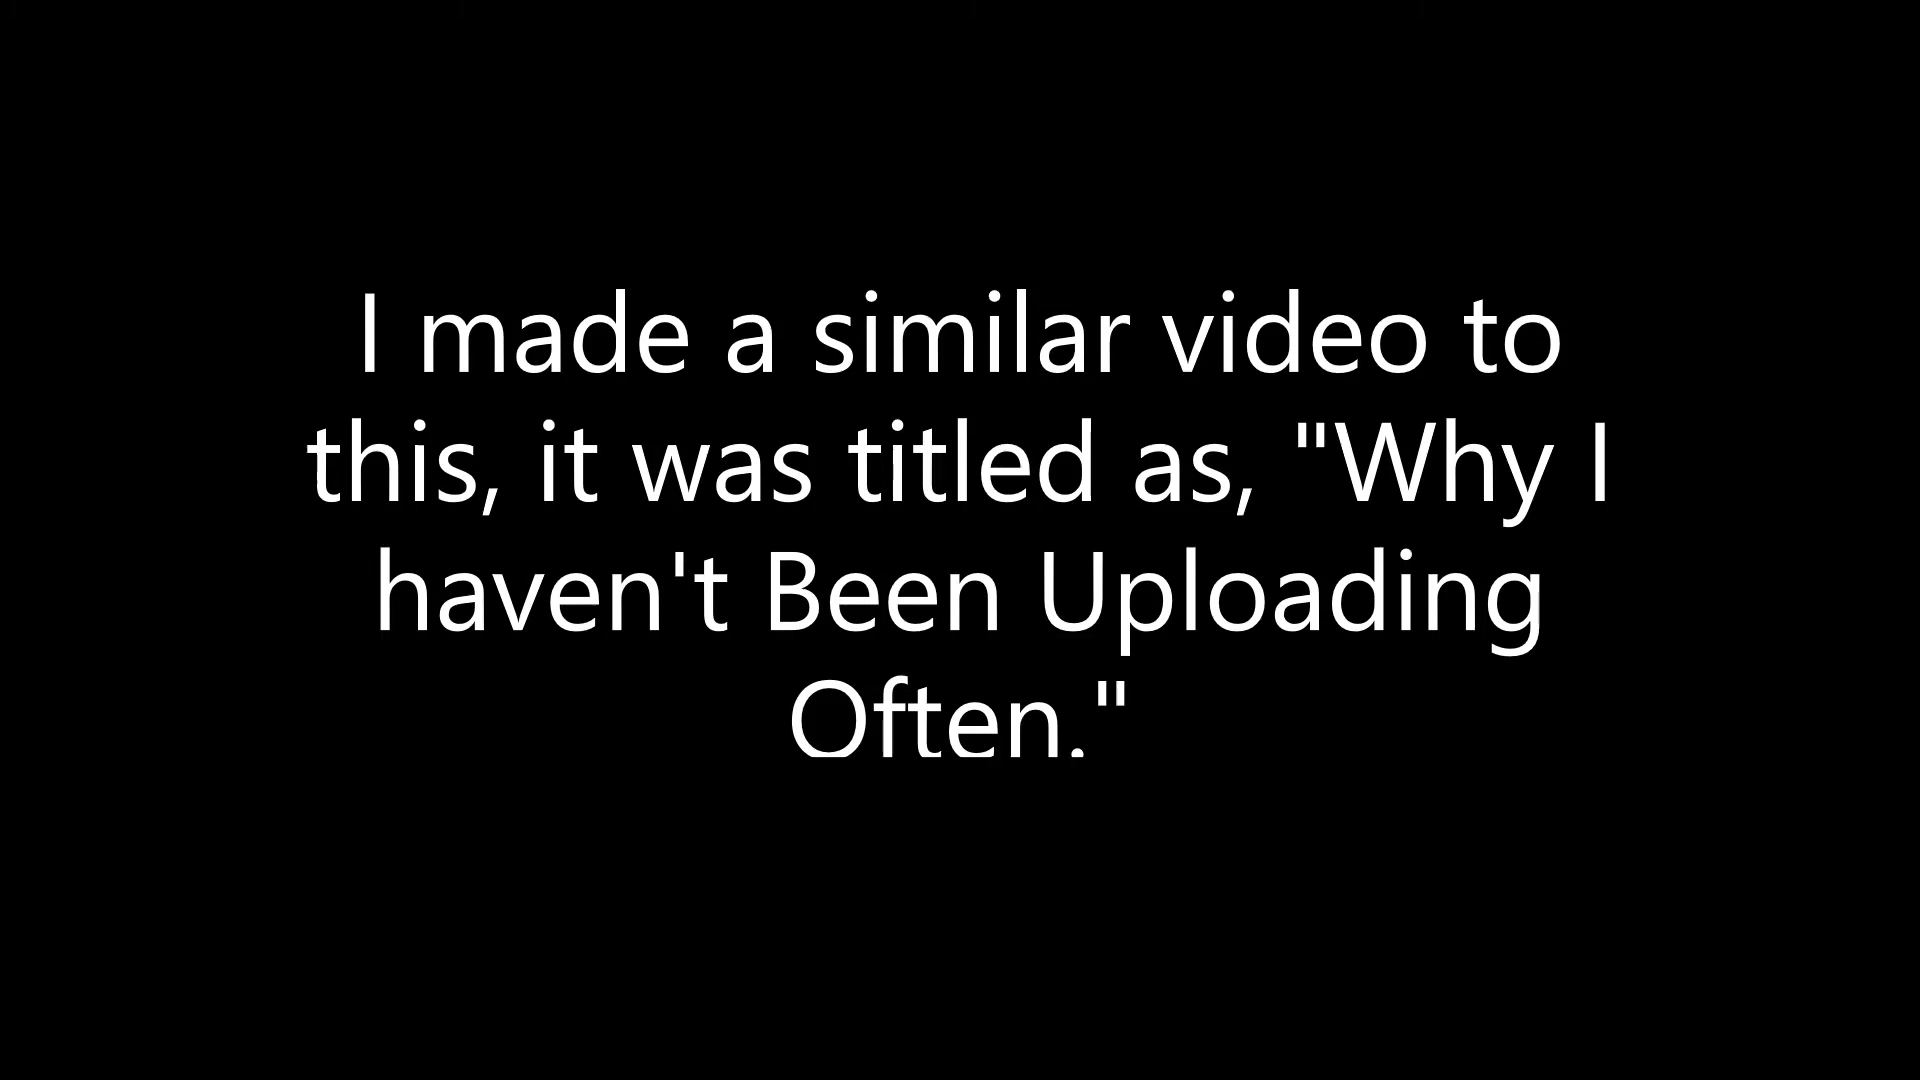 I made a similar video to
this, it was titled as, "Why I
haven't Been Uploading
Often."